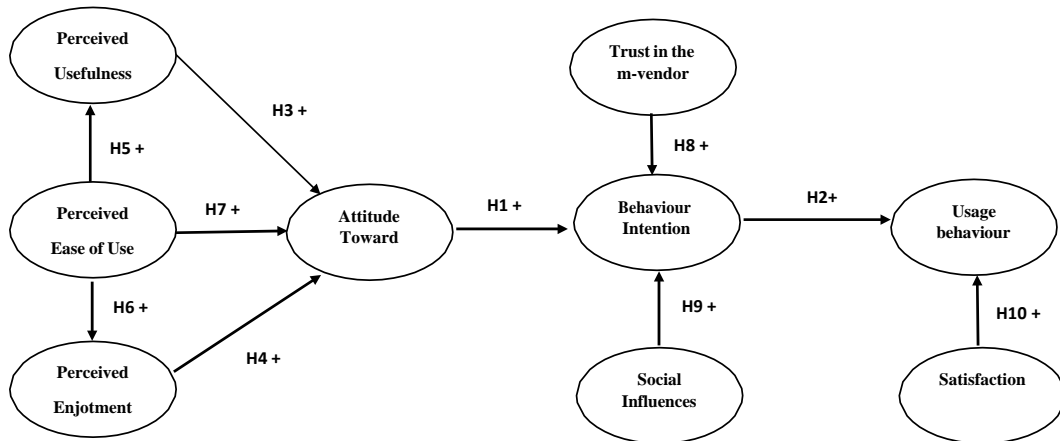 Perceived
Usefulness
Trust in the
m-vendor
H3 +
H5 +
H8 +
Perceived
Ease of Use
H7 +
Attitude
Toward
H1 +
Behaviour
Intention
H2+
Usage
behaviour
H6 +
H4 +
H9 +
H10 +
Perceived
Enjotment
Social
Influences
Satisfaction